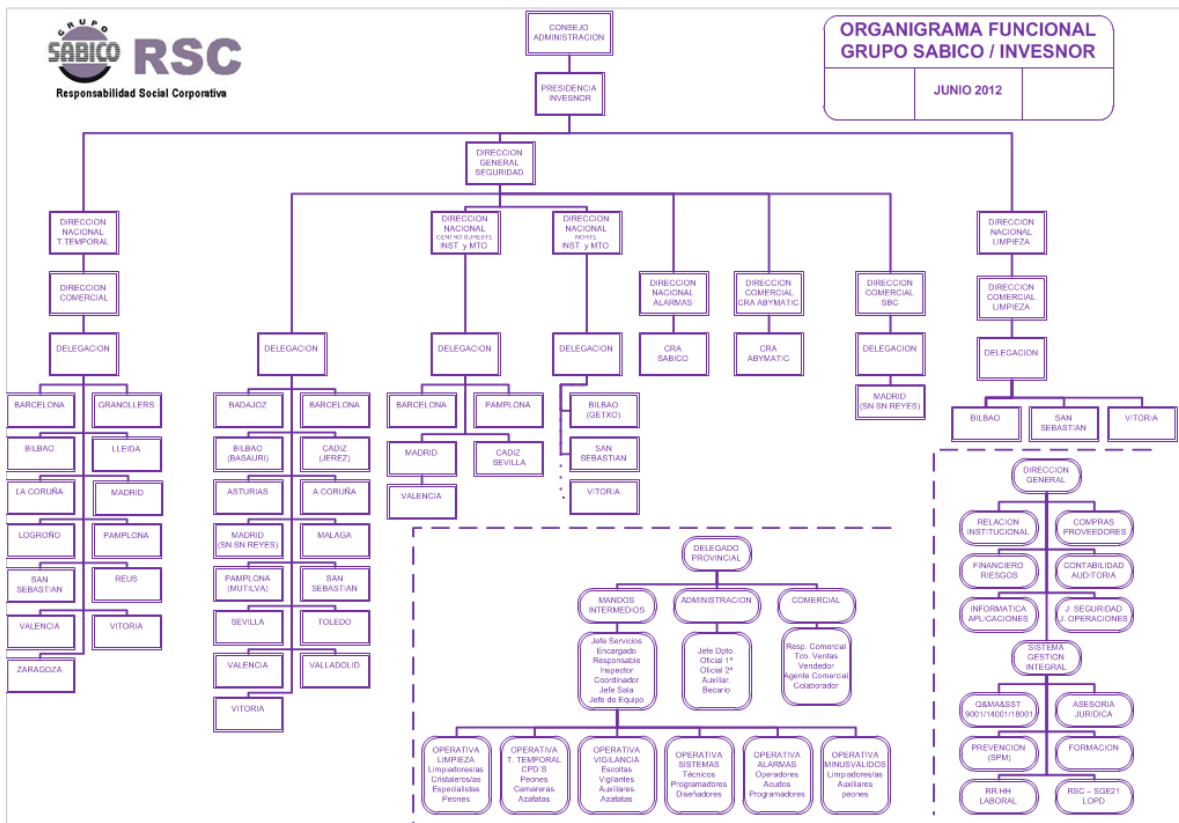 GRUPO
SABICO RSC
Responsabilidad Social Corporativa
ORGANIGRAMA FUNCIONAL
GRUPO SABICO / INVESNOR
JUNIO 2012
CONSEJO
ADMINISTRACION
PRESIDENCIA
INVESNOR
DIRECCION
GENERAL
SEGURIDAD
DIRECCION
NACIONAL
T.TEMPORAL
DIRECCION
NACIONAL
CENTRO SURESTE
INST y MTO
DIRECCION
NACIONAL
NORTE
INST y MTO
DIRECCION
NACIONAL
LIMPIEZA
DIRECCION
COMERCIAL
DIRECCION
NACIONAL
ALARMAS
DIRECCION
COMERCIAL
CRA ABYMATIC
DIRECCION
COMERCIAL
SBC
DIRECCION
COMERCIAL
LIMPIEZA
DELEGACION
DELEGACION
DELEGACION
DELEGACION
CRA
SABICO
CRA
ABYMATIC
DELEGACION
DELEGACION
BARCELONA
GRANOLLERS
BILBAO
LLEIDA
LA CORUÑA
MADRID
LOGROÑO
PAMPLONA
SAN
SEBASTIAN
REUS
VALENCIA
VITORIA
ZARAGOZA
BADAJOZ
BARCELONA
BILBAO
(BASAURI)
CADIZ
(JEREZ)
ASTURIAS
A CORUÑA
MADRID
(SN SN REYES)
MALAGA
PAMPLONA
(MUTILVA)
SAN
SEBASTIAN
SEVILLA
TOLEDO
VALENCIA
VALLADOLID
VITORIA
BARCELONA
PAMPLONA
MADRID
CADIZ
SEVILLA
VALENCIA
BILBAO
(GETXO)
SAN
SEBASTIAN
VITORIA
MADRID
(SN SN REYES)
BILBAO
SAN
SEBASTIAN
VITORIA
DELEGADO
PROVINCIAL
MANDOS
INTERMEDIOS
ADMINISTRACION
COMERCIAL
Jefe Servicios
Encargado
Responsable
Inspector
Coordinador
Jefe Sala
Jefe de Equipo
Jefe Dpto.
Oficial 1ª
Oficial 2ª
Auxiliar.
Becario
Resp. Comercial
Tco. Ventas
Vendedor
Agente Comercial
Colaborador
OPERATIVA
LIMPIEZA
Limpiadores/as
Cristaleros/as
Especialistas
Peones
OPERATIVA
T. TEMPORAL
CPD´S
Peones
Camareras
Azafatas
OPERATIVA
VIGILANCIA
Escoltas
Vigilantes
Auxiliares
Azafatas
OPERATIVA
SISTEMAS
Técnicos
Programadores
Diseñadores
OPERATIVA
ALARMAS
Operadores
Acudos
Programadores
OPERATIVA
MINUSVALIDOS
Limpiadores/as
Auxiliares
peones
DIRECCION
GENERAL
RELACION
INSTITUCIONAL
COMPRAS
PROVEEDORES
FINANCIERO
RIESGOS
CONTABILIDAD
AUDITORIA
INFORMATICA
APLICACIONES
J SEGURIDAD
J. OPERACIONES
SISTEMA
GESTION
INTEGRAL
Q&MA&SST
9001/14001/18001
ASESORIA
JURIDICA
PREVENCION
(SPM)
FORMACION
RR.HH
LABORAL
RSC – SGE21
LOPD